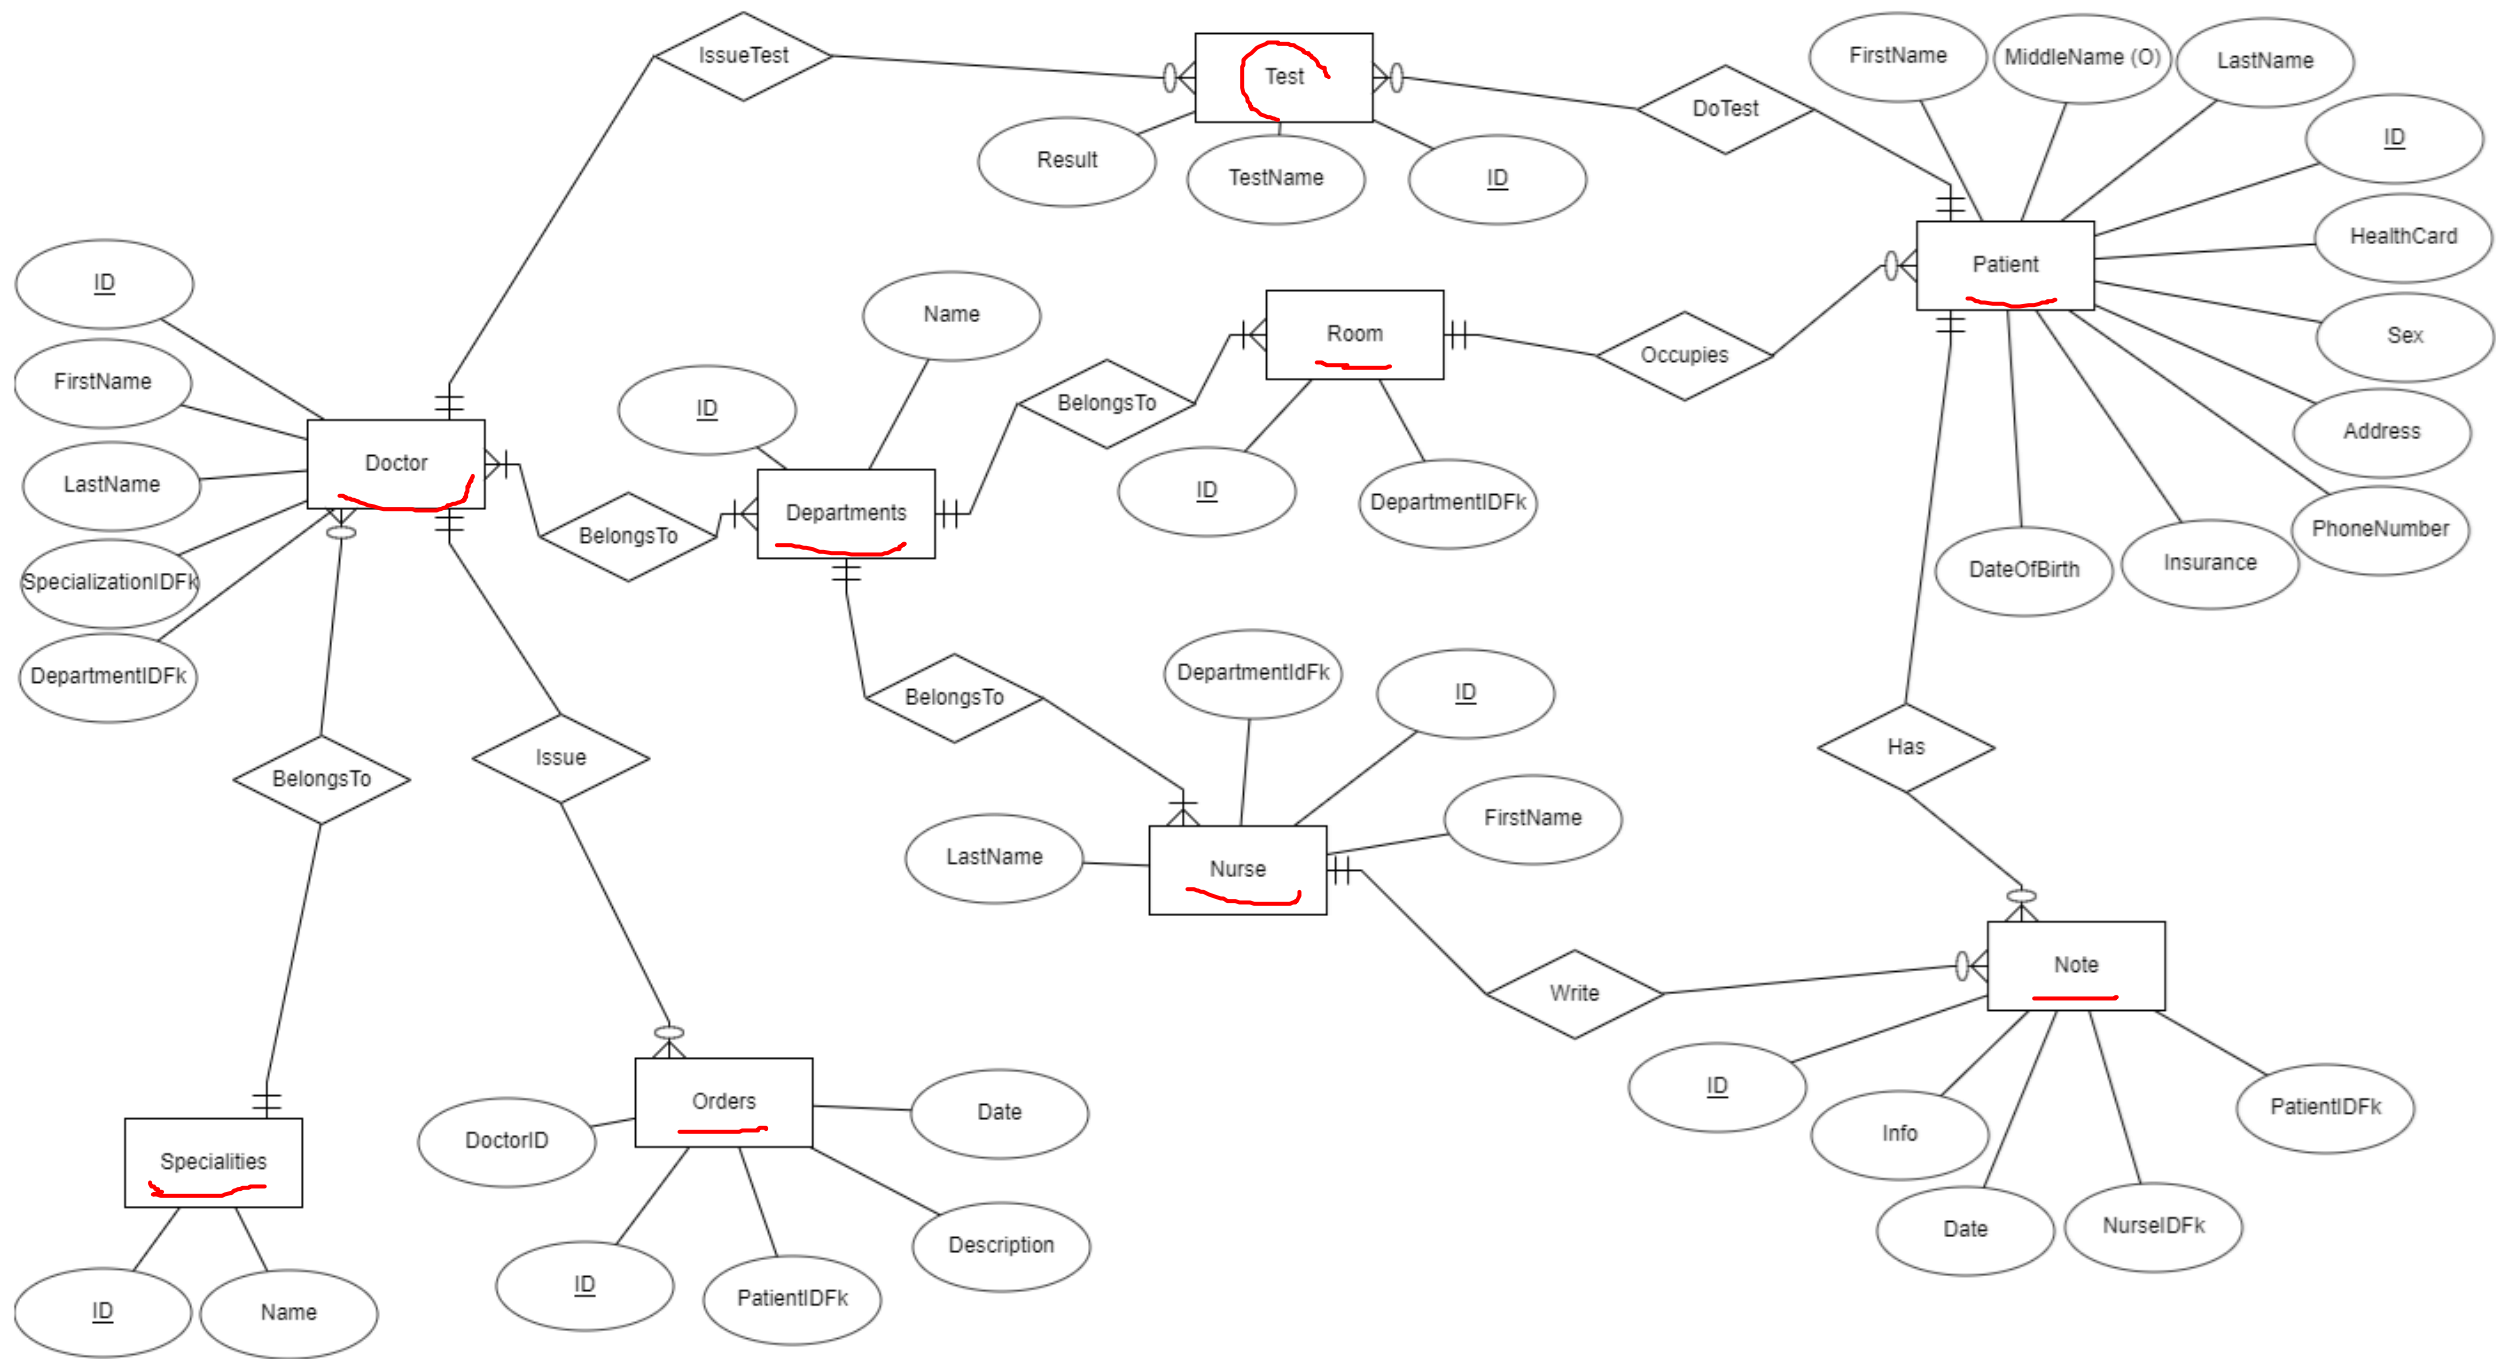 IssueTest
Test
DoTest
FirstName
MiddleName (O)
LastName
ID
HealthCard
Sex
Address
PhoneNumber
Insurance
DateOfBirth
Patient
Result
TestName
ID
ID
FirstName
LastName
SpecializationIDFk
DepartmentIDFk
Doctor
BelongsTo
ID
Name
Departments
BelongsTo
Room
ID
DepartmentIDFk
Occupies
BelongsTo
DepartmentIdFk
ID
FirstName
LastName
Nurse
Has
Write
Note
ID
Info
Date
NurseIDFk
PatientIDFk
BelongsTo
Issue
Specialities
ID
Name
Orders
DoctorID
ID
PatientIDFk
Description
Date